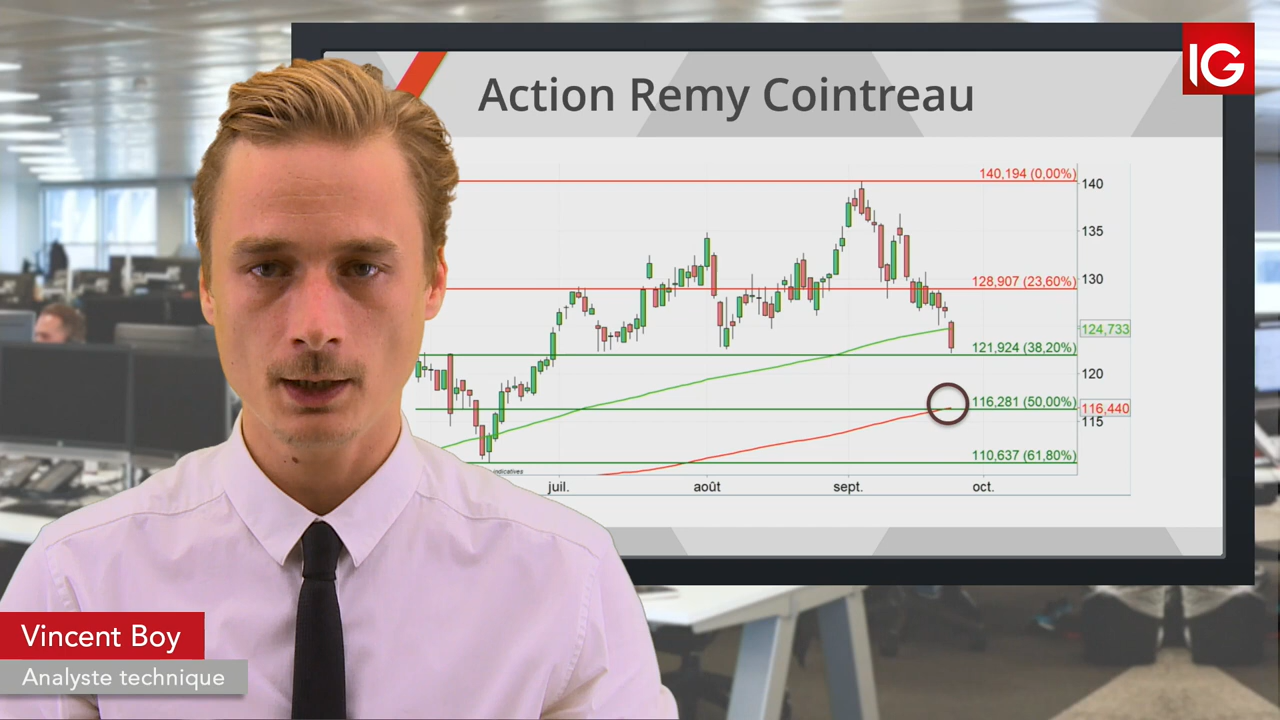 IG
Action Remy Cointreau
140,194 (0,00%)
140
135
128,907 (23,60%)
130
124,733
121,924 (38,20%)
120
116,281 (50,00%)
116,440
115
110,637 (61,80%)
indicatives
juil.
août
sept.
oct.
Vincent Boy
Analyste technique